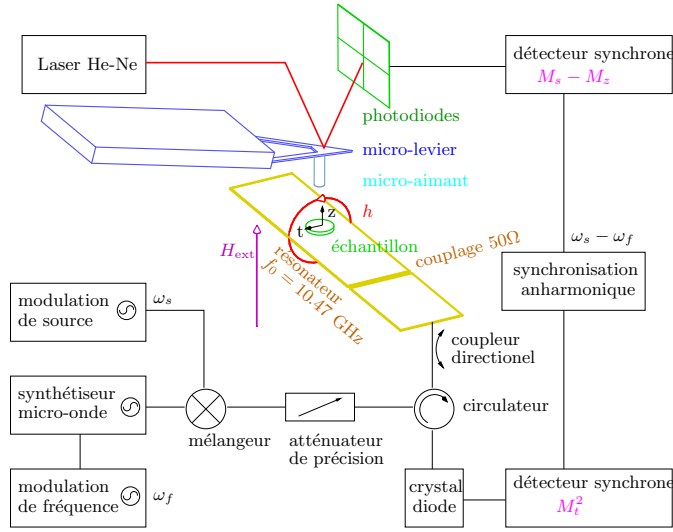 Laser He-Ne
détecteur synchrone
M_s − M_z
photodiodes
micro-levier
micro-aimant
z
h
t
échantillon
H_ext
couplage 50Ω
résonateur
f_0 = 10.47 GHz
ω_s − ω_f
synchronisation
anharmonique
modulation
de source
ω_s
coupleur
directionel
synthétiseur
micro-onde
mélangeur
atténuateur
de précision
circulateur
modulation
de fréquence
ω_f
crystal
diode
détecteur synchrone
M_t^2